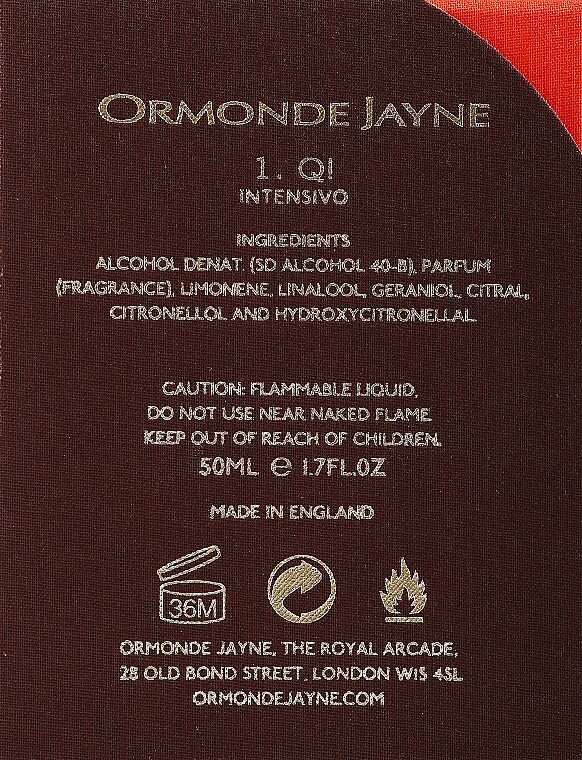 ORMONDE JAYNE
1. QI
INTENSIVO
INGREDIENTS
ALCOHOL DENAT. (SD ALCOHOL 40-B), PARFUM
(FRAGRANCE), LIMONENE, LINALOOL, GERANIOL, CITRAL,
CITRONELLOL AND HYDROXYCITRONELLAL
CAUTION: FLAMMABLE LIQUID,
DO NOT USE NEAR NAKED FLAME
KEEP OUT OF REACH OF CHILDREN.
50ML ℮ 1.7FL.OZ
MADE IN ENGLAND
36M
ORMONDE JAYNE, THE ROYAL ARCADE,
28 OLD BOND STREET, LONDON W1S 4SL
ORMONDEJAYNE.COM